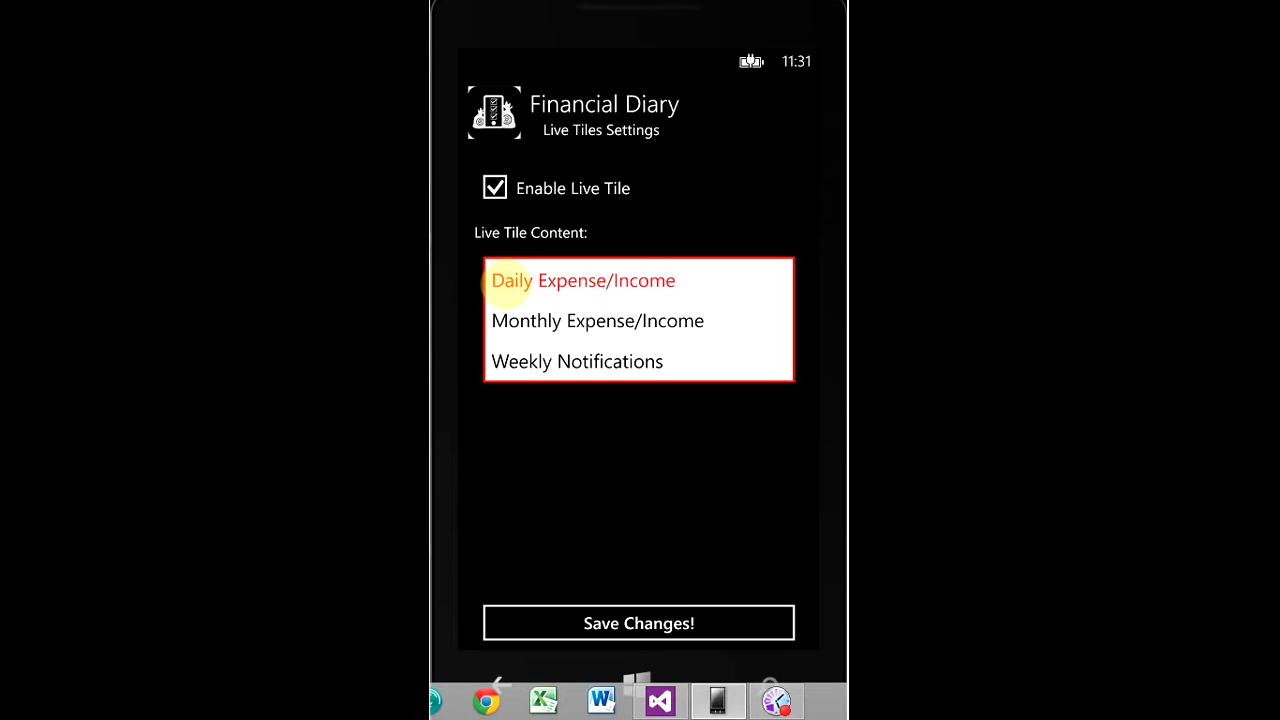 11:31
Financial Diary
Live Tiles Settings
Enable Live Tile
Live Tile Content:
Daily Expense/Income
Monthly Expense/Income
Weekly Notifications
Save Changes!